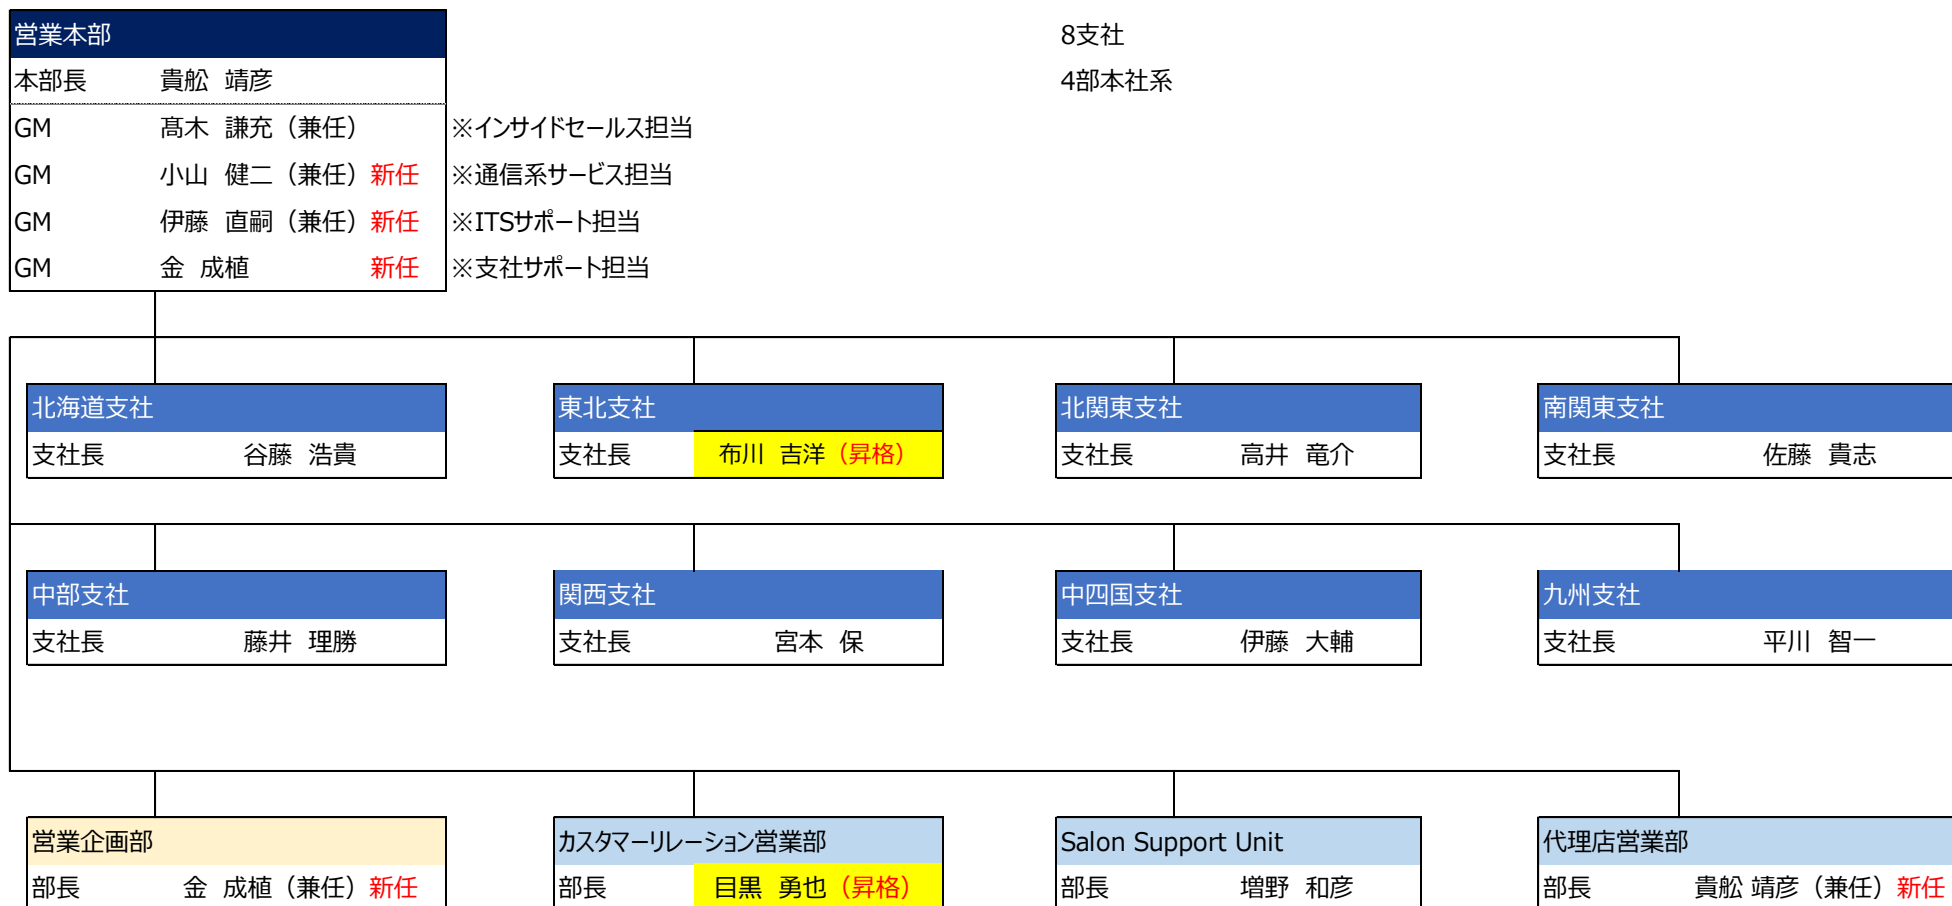 営業本部
8支社
本部長 貴舩 靖彦
4部本社系
GM 髙木 謙充（兼任） ※インサイドセールス担当
GM 小山 健二（兼任）新任 ※通信系サービス担当
GM 伊藤 直嗣（兼任）新任 ※ITSサポート担当
GM 金 成植 新任 ※支社サポート担当
北海道支社
支社長 谷藤 浩貴
東北支社
支社長 布川 吉洋（昇格）
北関東支社
支社長 高井 竜介
南関東支社
支社長 佐藤 貴志
中部支社
支社長 藤井 理勝
関西支社
支社長 宮本 保
中四国支社
支社長 伊藤 大輔
九州支社
支社長 平川 智一
営業企画部
部長 金 成植（兼任）新任
カスタマーリレーション営業部
部長 目黒 勇也（昇格）
Salon Support Unit
部長 増野 和彦
代理店営業部
部長 貴舩 靖彦（兼任）新任